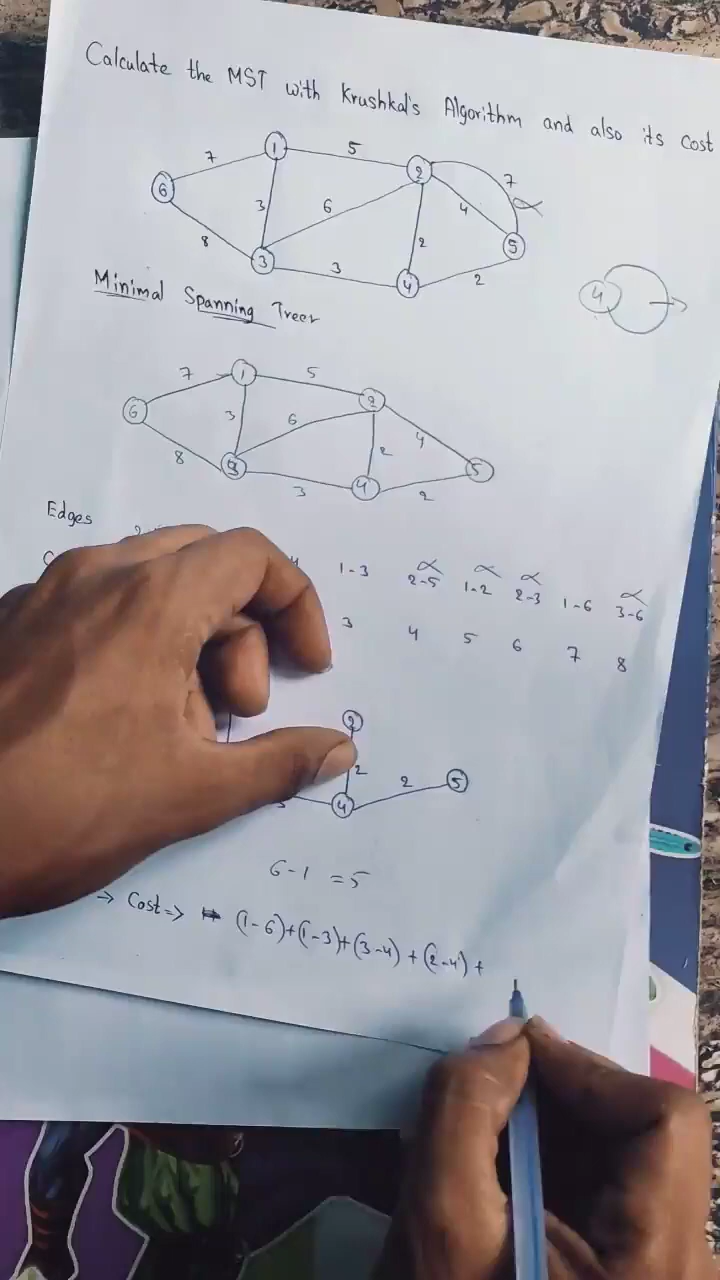 Calculate the MST with Krushkal's Algorithm and also its cost
7 1 5 2 7
6 3 6 4
8 3 3 4 2 2 5
4
Minimal Spanning Treer
7 1 5 2
6 3 6 4
8 3 3 4 2 2 5
Edges 1-3 2-5 1-2 2-3 1-6 3-6
3 4 5 6 7 8
2
2 2 5
3 4
6-1 =5
⇒ Cost ⇒ (1-6)+(1-3)+(3-4)+(2-4)+